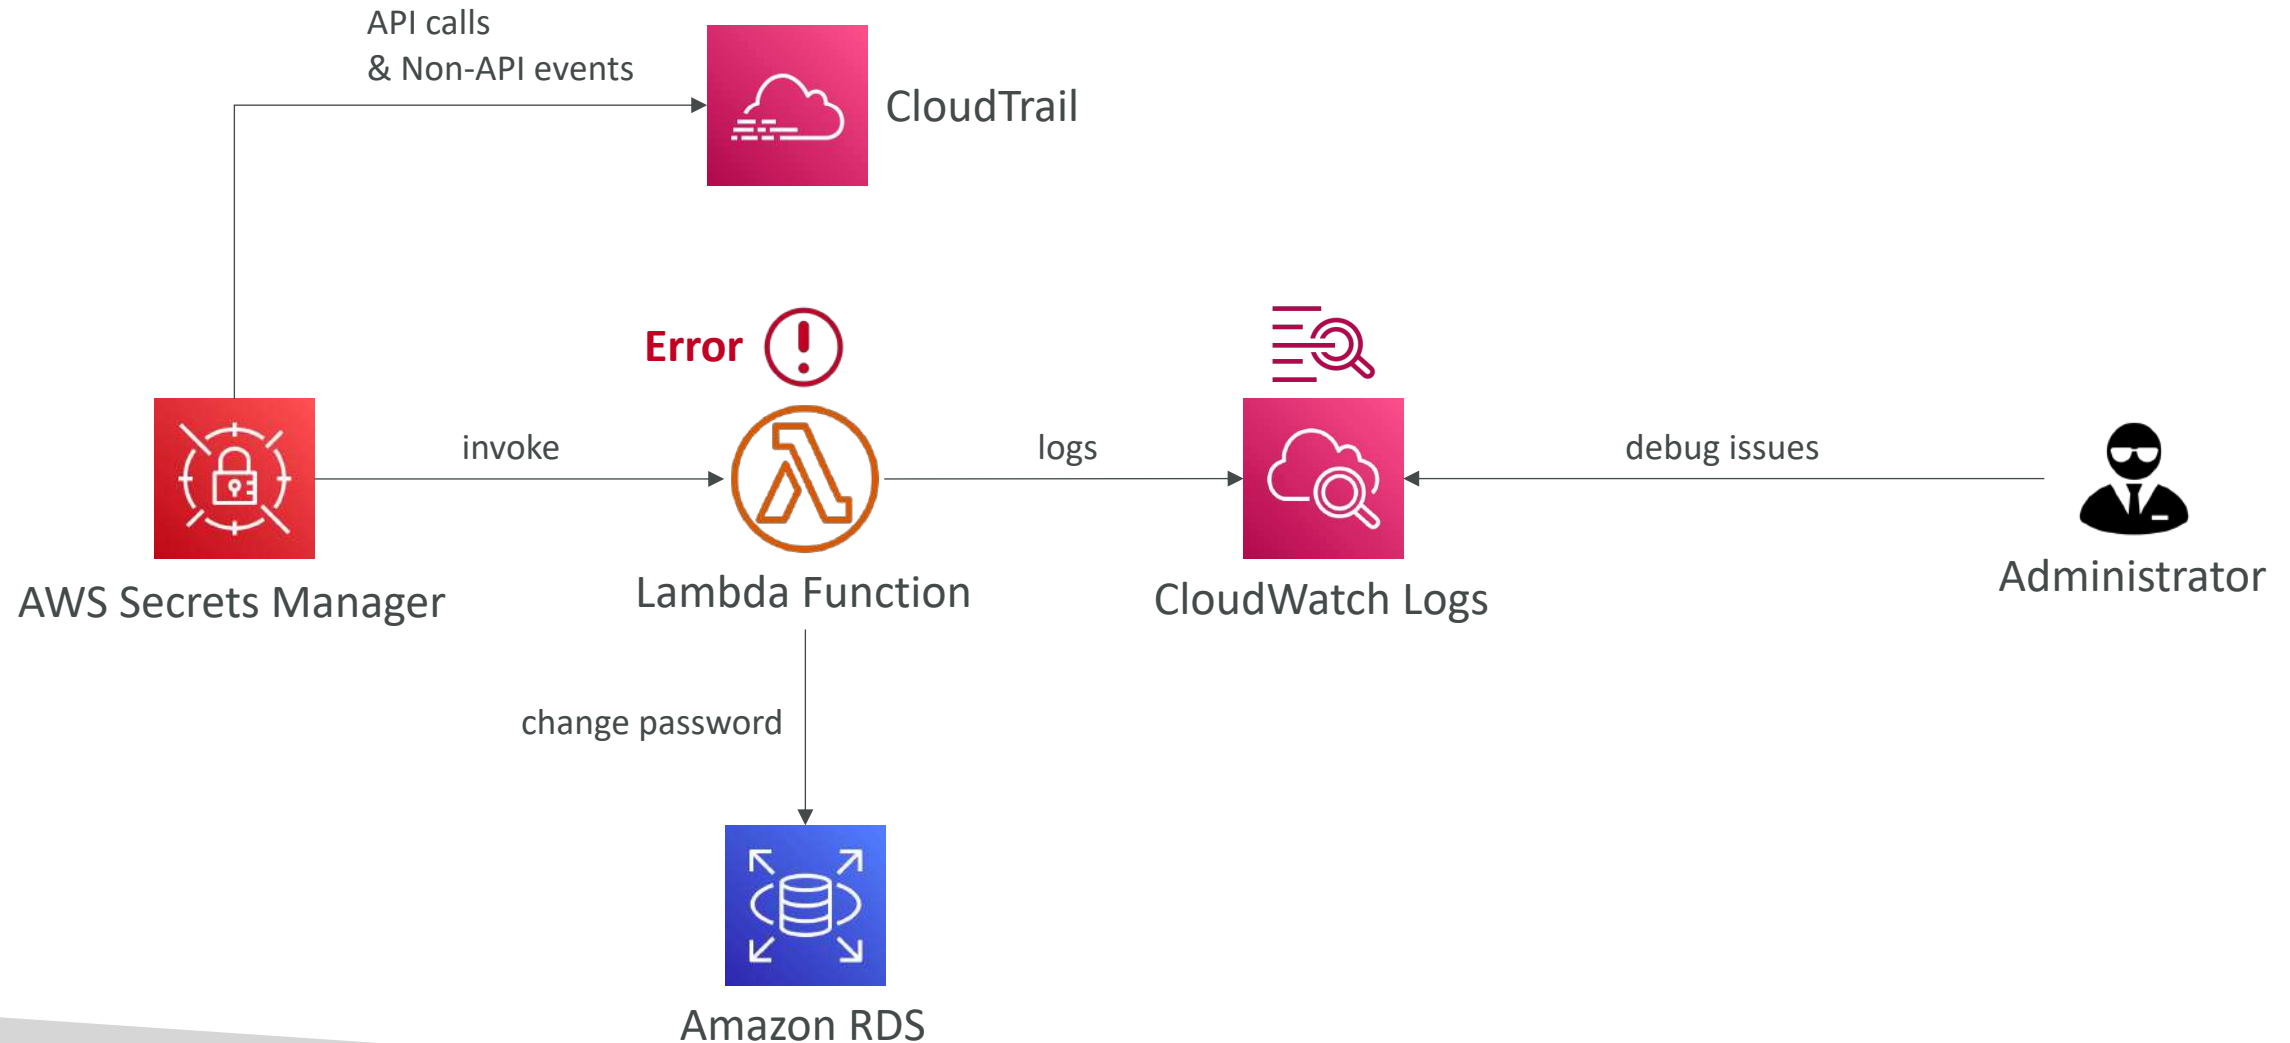 API calls
& Non-API events
CloudTrail
Error
invoke
logs
debug issues
AWS Secrets Manager
Lambda Function
CloudWatch Logs
Administrator
change password
Amazon RDS